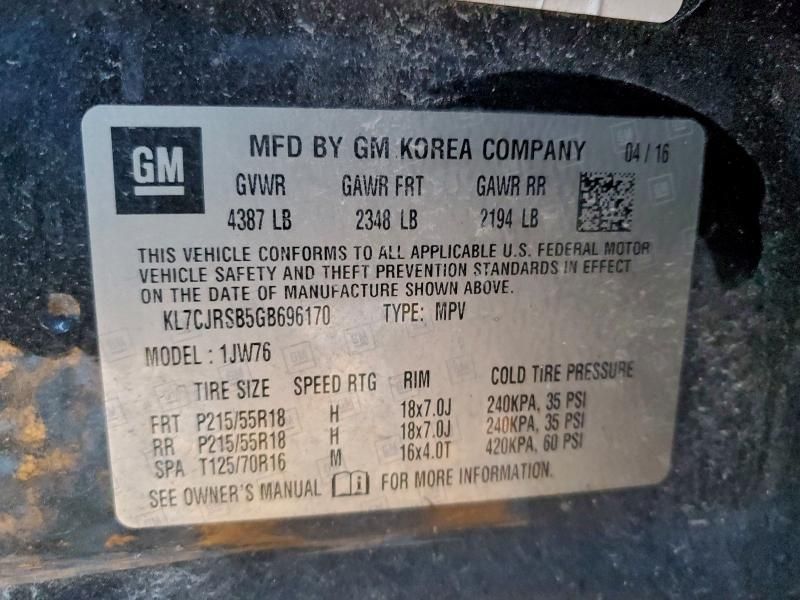 GM MFD BY GM KOREA COMPANY 04 / 16
GVWR GAWR FRT GAWR RR
4387 LB 2348 LB 2194 LB
THIS VEHICLE CONFORMS TO ALL APPLICABLE U.S. FEDERAL MOTOR
VEHICLE SAFETY AND THEFT PREVENTION STANDARDS IN EFFECT
ON THE DATE OF MANUFACTURE SHOWN ABOVE.
KL7CJRSB5GB696170 TYPE: MPV
MODEL : 1JW76
TIRE SIZE SPEED RTG RIM COLD TIRE PRESSURE
FRT P215/55R18 H 18x7.0J 240KPA, 35 PSI
RR P215/55R18 H 18x7.0J 240KPA, 35 PSI
SPA T125/70R16 M 16x4.0T 420KPA, 60 PSI
SEE OWNER'S MANUAL FOR MORE INFORMATION.